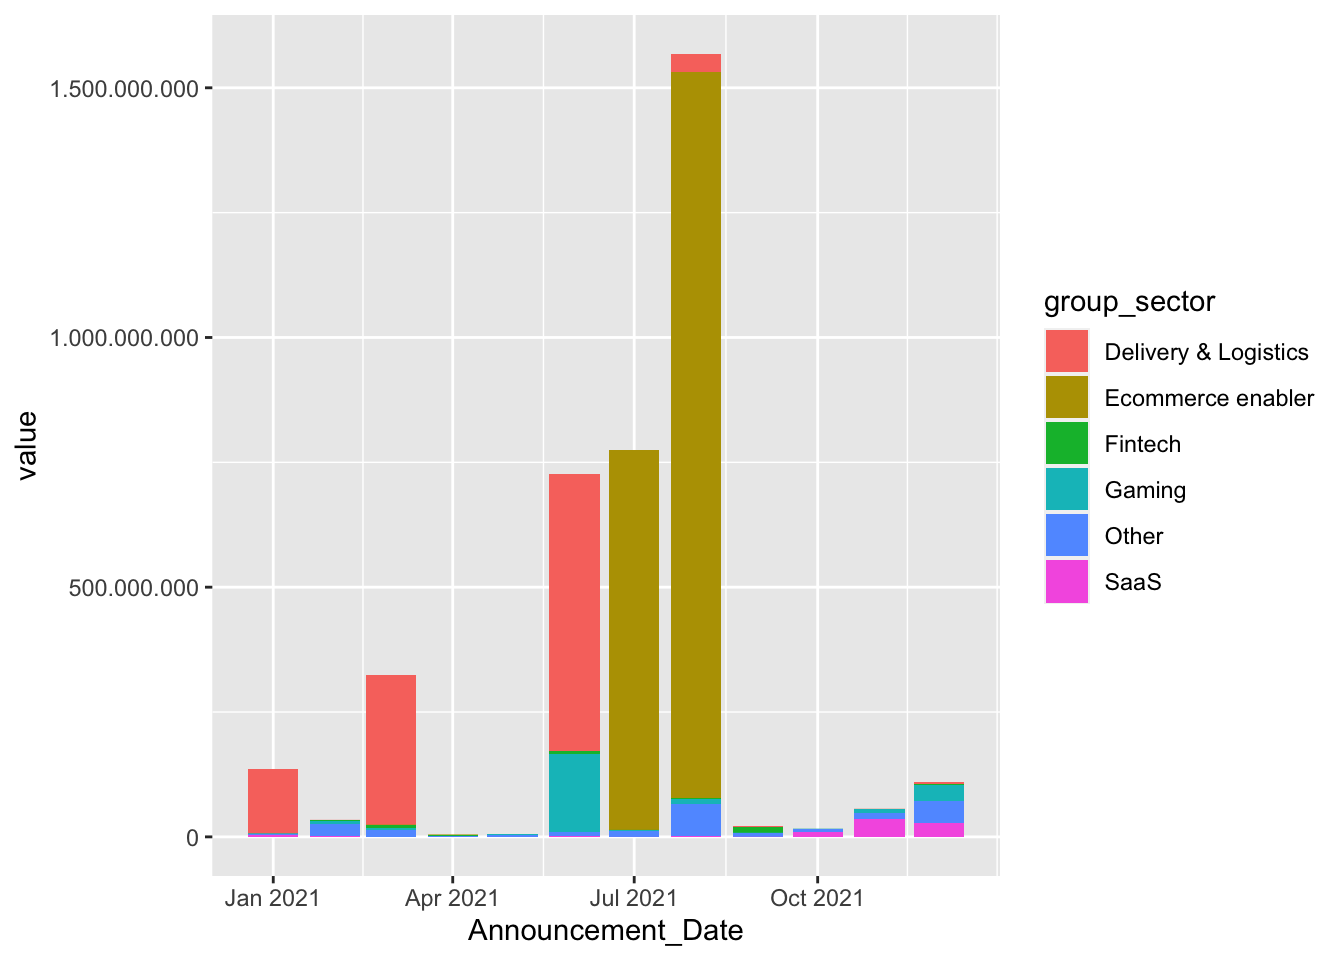 1.500.000.000
1.000.000.000
500.000.000
0
value
Jan 2021
Apr 2021
Jul 2021
Oct 2021
Announcement_Date
group_sector
Delivery & Logistics
Ecommerce enabler
Fintech
Gaming
Other
SaaS